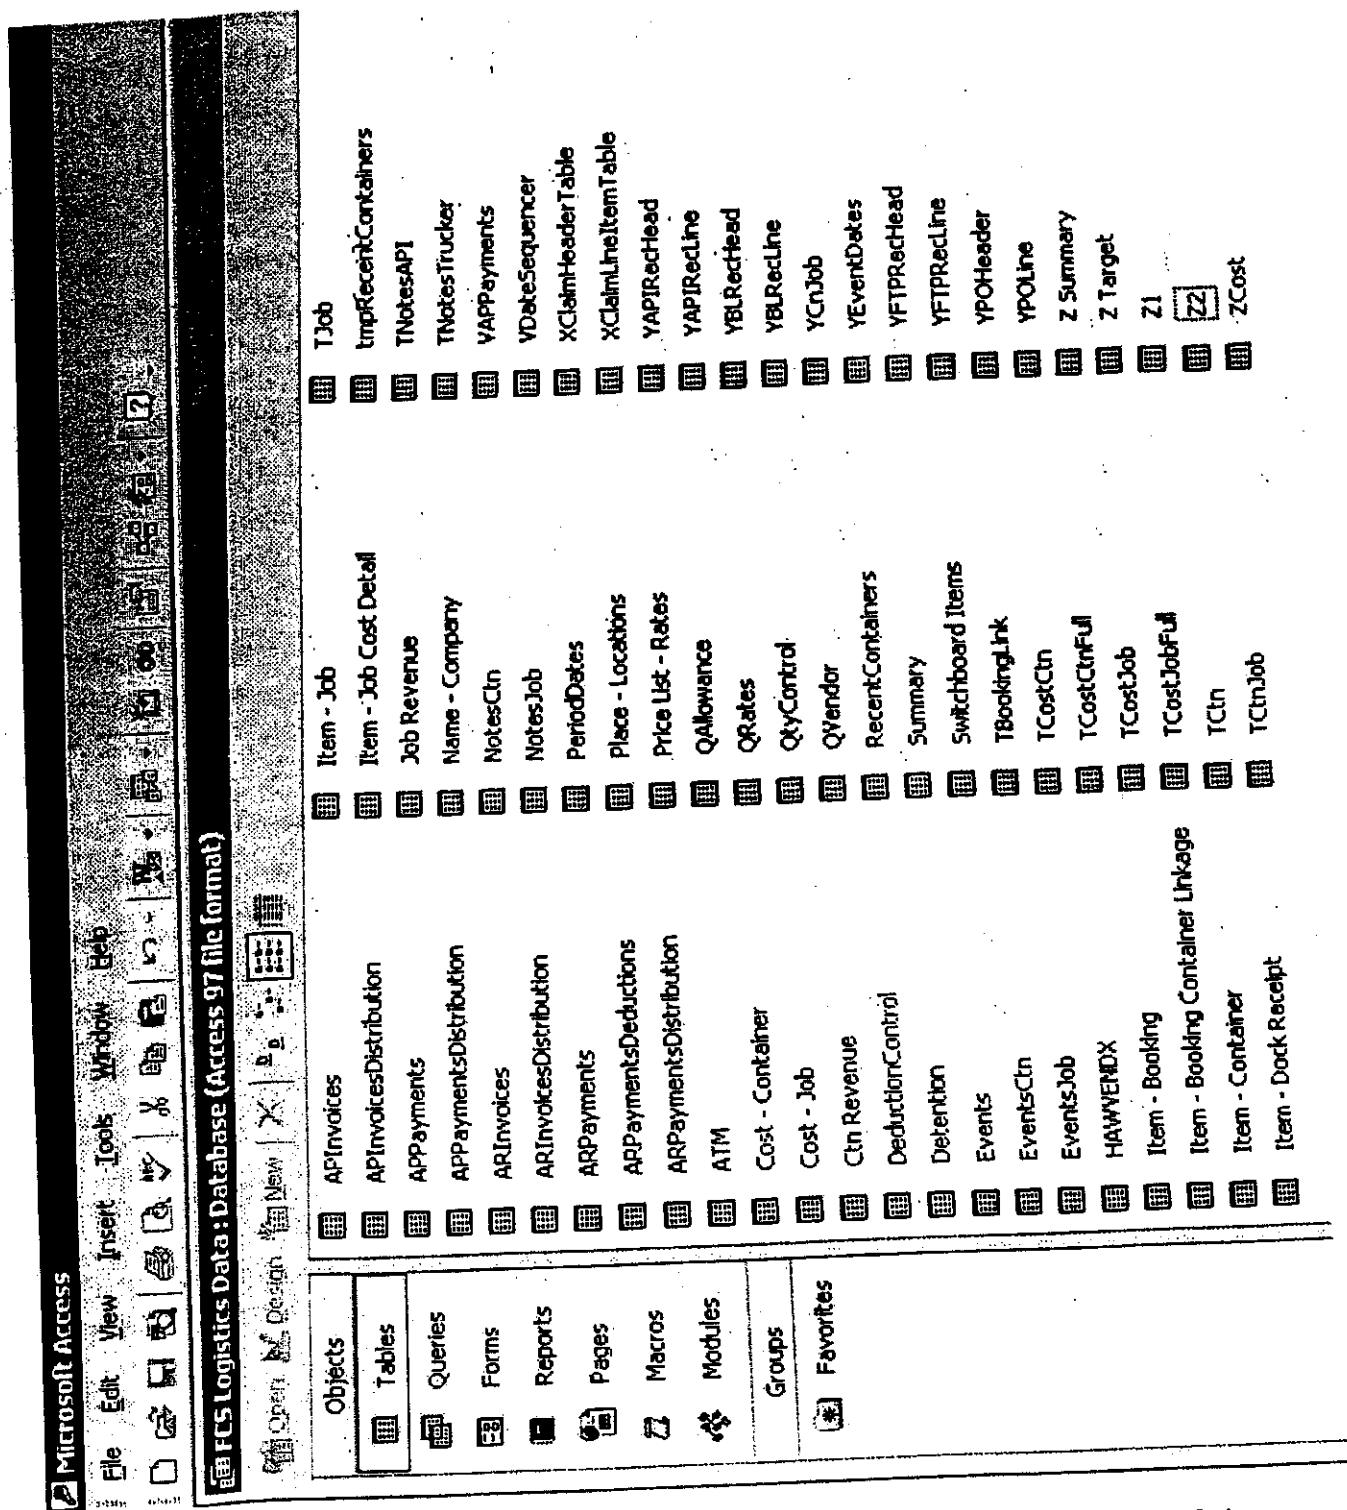 Microsoft Access
File Edit View Insert Tools Window Help
FCS Logistics Data : Database (Access 97 file format)
Open Design New
Objects
Tables
Queries
Forms
Reports
Pages
Macros
Modules
Groups
Favorites
APInvoices
APInvoicesDistribution
APPayments
APPaymentsDistribution
ARInvoices
ARInvoicesDistribution
ARPayments
ARPaymentsDeductions
ARPaymentsDistribution
ATM
Cost - Container
Cost - Job
Ctn Revenue
DeductionControl
Detention
Events
EventsCtn
EventsJob
Item - Booking
Item - Booking Container Linkage
Item - Container
Item - Dock Receipt
Item - Job
Item - Job Cost Detail
Job Revenue
Name - Company
NotesCtn
NotesJob
PeriodDates
Place - Locations
Price List - Rates
QAllowance
QRates
QtyControl
QVendor
RecentContainers
Summary
Switchboard Items
TBookingLink
TCostCtn
TCostCtnFull
TCostJob
TCostJobFull
TCtn
TCtnJob
TJob
tmpRecentContainers
TNotesAPI
TNotesTrucker
VAPPayments
VDateSequencer
XClaimHeaderTable
XClaimLineItemTable
YAPIRecHead
YAPIRecLine
YBLRecHead
YBLRecLine
YCnJob
YEventDates
YFTPRecHead
YFTPRecLine
YPOHeader
YPOLine
Z Summary
Z Target
Z1
ZZ
ZCost